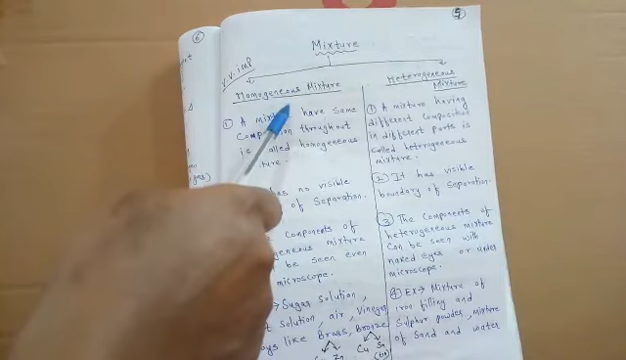 6
5
Mixture
V.V.imp
Homogeneous Mixture
① A have same
throughout
is called homogeneous
has no visible
of Separation.
Components of
mixture
be seen even
microscope.
Sugar Solution,
solution, air, Vinegar
like Brass, Bronze
Cu Sn
Heterogeneous
Mixture
① A mixture having
different Composition
in different parts is
called heterogeneous
mixture.
② It has visible
boundary of Separation.
③ The Components of
heterogeneous mixture
Can be seen with
naked eyes or under
microscope.
④ EX→ Mixture of
iron filling and
Sulphur powder, mixture
of Sand and water